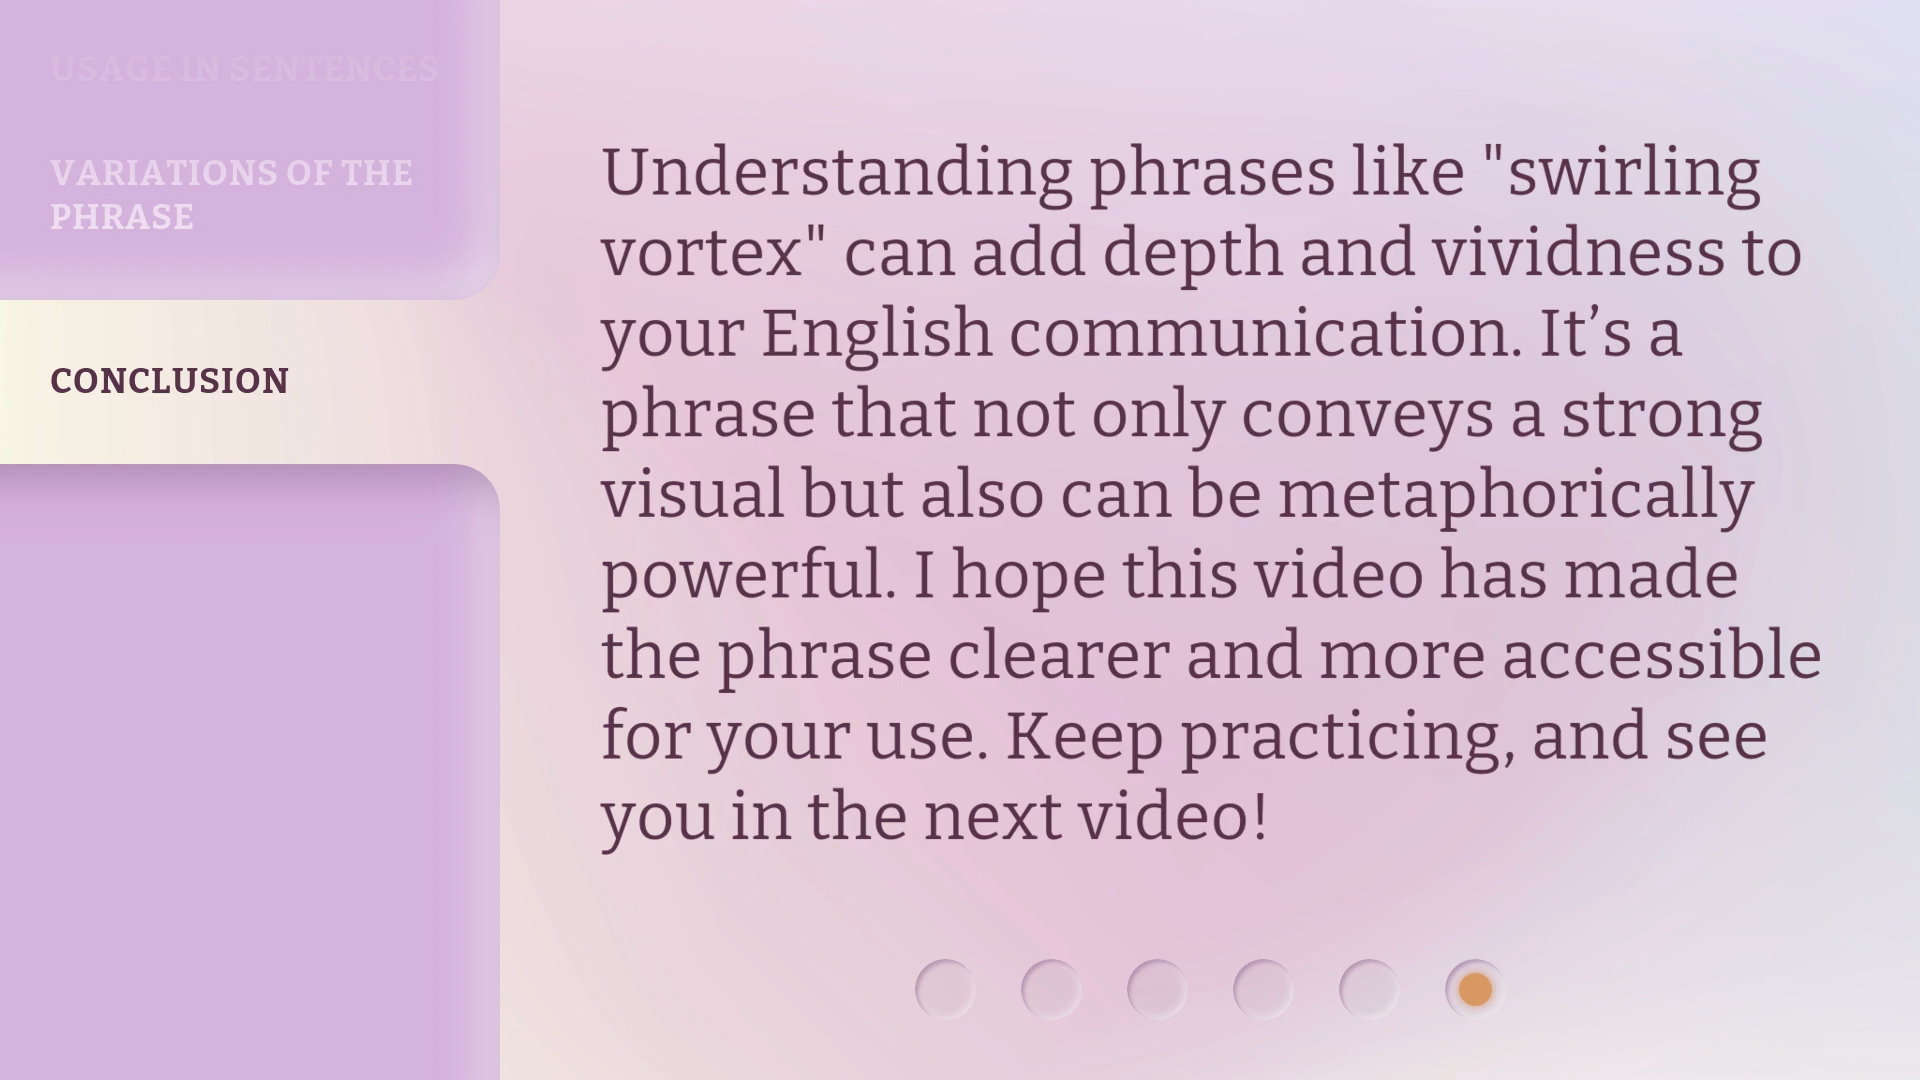 USAGE IN SENTENCES
VARIATIONS OF THE
PHRASE
CONCLUSION
Understanding phrases like "swirling
vortex" can add depth and vividness to
your English communication. It’s a
phrase that not only conveys a strong
visual but also can be metaphorically
powerful. I hope this video has made
the phrase clearer and more accessible
for your use. Keep practicing, and see
you in the next video!